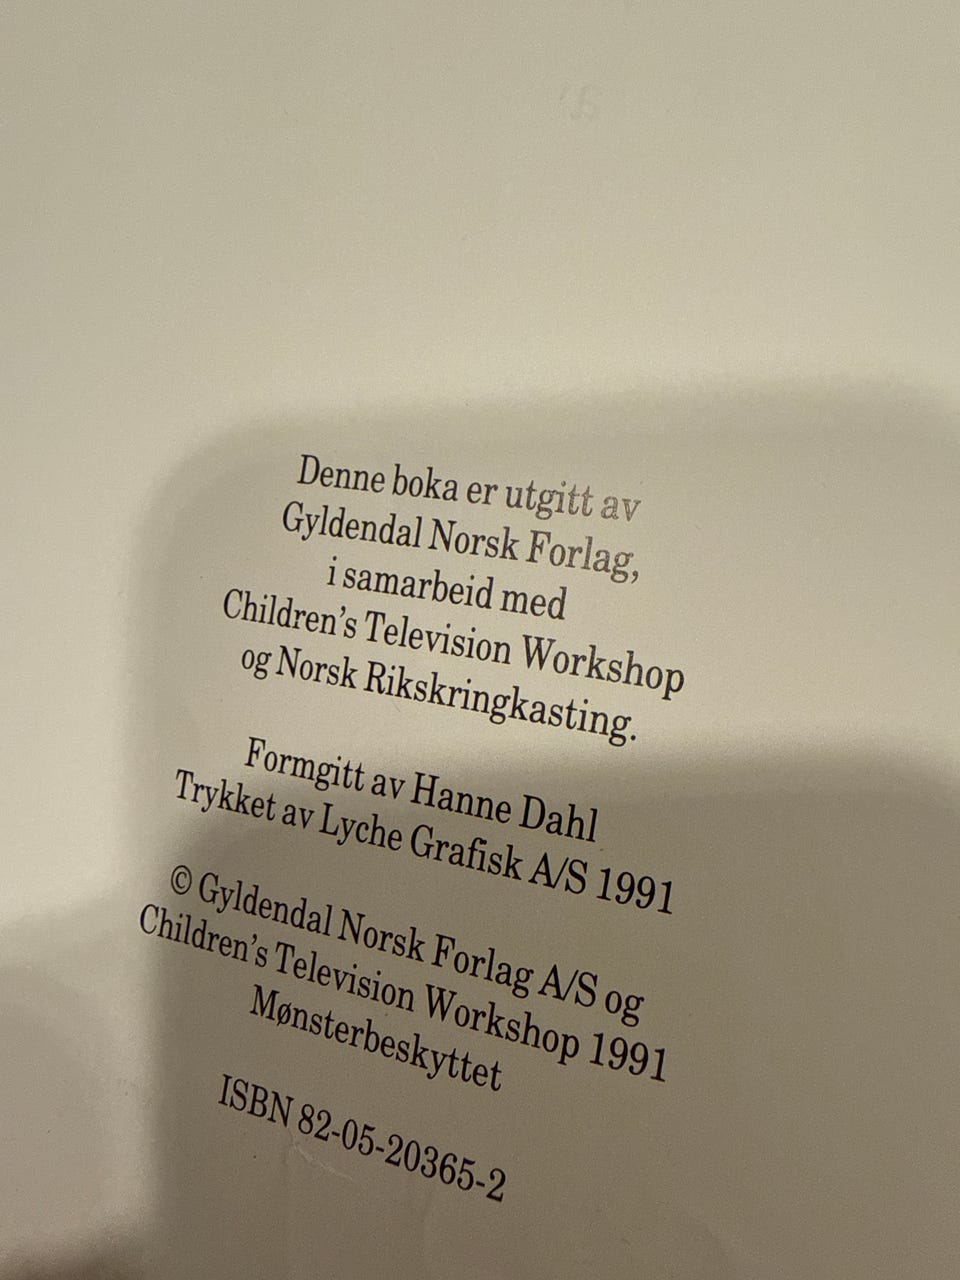 Denne boka er utgitt av
Gyldendal Norsk Forlag,
i samarbeid med
Children's Television Workshop
og Norsk Rikskringkasting.
Formgitt av Hanne Dahl
Trykket av Lyche Grafisk A/S 1991
© Gyldendal Norsk Forlag A/S og
Children's Television Workshop 1991
Mønsterbeskyttet
ISBN 82-05-20365-2